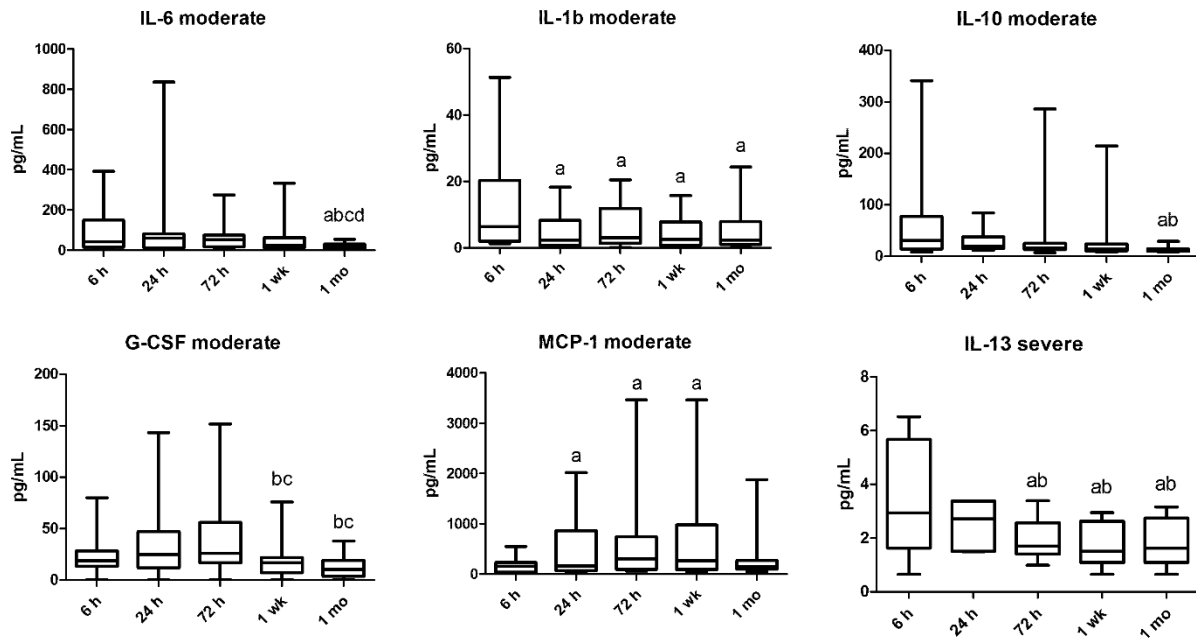 IL-6 moderate
1000
800
600
400
200
0
pg/mL
abcd
6 h
24 h
72 h
1 wk
1 mo
IL-1b moderate
60
40
20
0
pg/mL
a
a
a
a
6 h
24 h
72 h
1 wk
1 mo
IL-10 moderate
400
300
200
100
0
pg/mL
ab
6 h
24 h
72 h
1 wk
1 mo
G-CSF moderate
200
150
100
50
0
pg/mL
bc
bc
6 h
24 h
72 h
1 wk
1 mo
MCP-1 moderate
4000
3000
2000
1000
0
pg/mL
a
a
a
6 h
24 h
72 h
1 wk
1 mo
IL-13 severe
8
6
4
2
0
pg/mL
ab
ab
ab
6 h
24 h
72 h
1 wk
1 mo